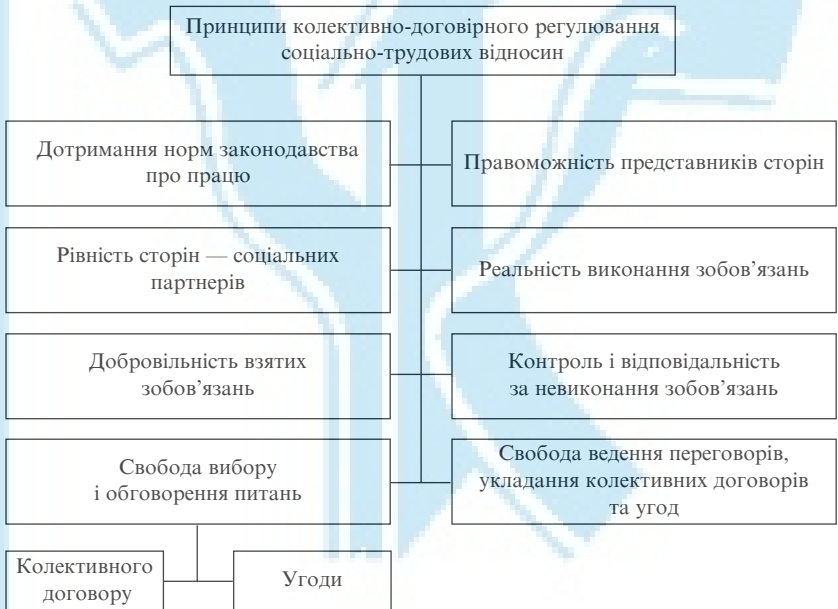 Принципи колективно-договірного регулювання
соціально-трудових відносин
Дотримання норм законодавства
про працю
Правоможність представників сторін
Рівність сторін — соціальних
партнерів
Реальність виконання зобов'язань
Добровільність взятих
зобов'язань
Контроль і відповідальність
за невиконання зобов'язань
Свобода вибору
і обговорення питань
Свобода ведення переговорів,
укладання колективних договорів
та угод
Колективного
договору
Угоди